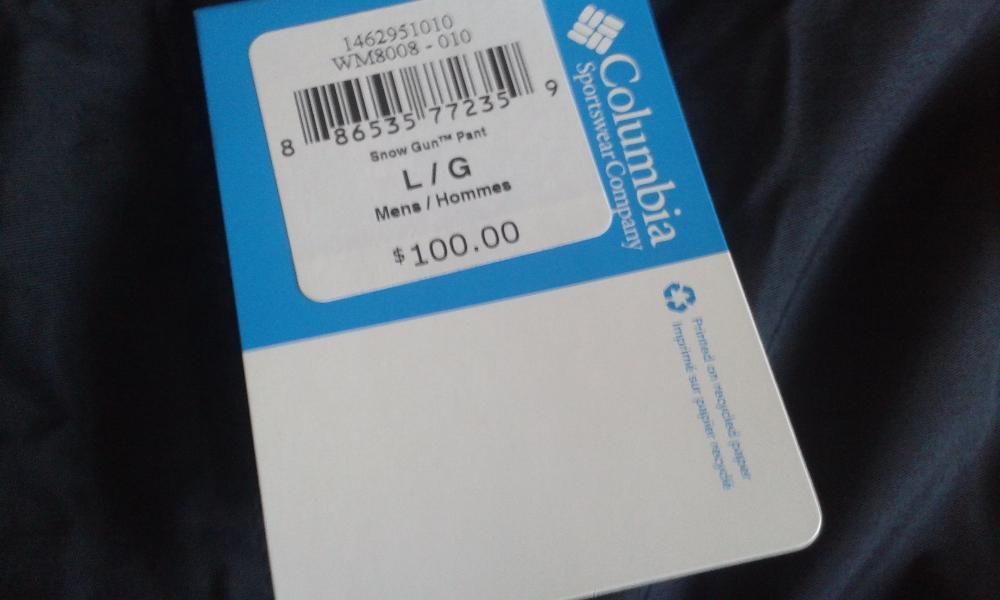 1462951010
WM8008 - 010
8 86535 77235 9
Snow Gun™ Pant
L / G
Mens / Hommes
$100.00
Columbia
Sportswear Company
Printed on recycled paper
Imprimé sur papier recyclé